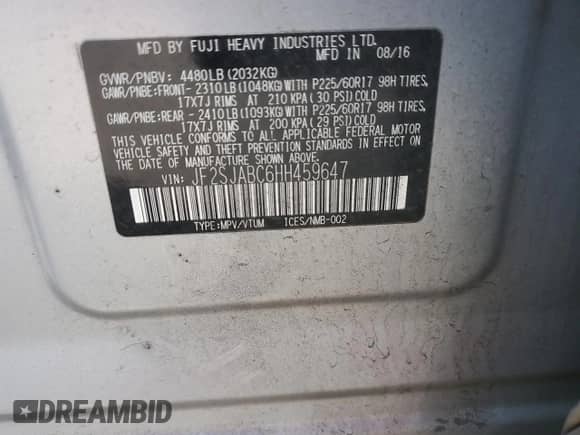 MFD BY FUJI HEAVY INDUSTRIES LTD.
MFD IN 08/16
GVWR/PNBV: 4480LB(2032KG)
GAWR/PNBE:FRONT-2310LB(1048KG)WITH P225/60R17 98H TIRES,
17X7J RIMS AT 210 KPA(30 PSI)COLD
GAWR/PNBE:REAR -2410LB(1093KG)WITH P225/60R17 98H TIRES,
17X7J RIMS AT 200 KPA(29 PSI)COLD
THIS VEHICLE CONFORMS TO ALL APPLICABLE FEDERAL MOTOR
VEHICLE SAFETY AND THEFT PREVENTION STANDARDS IN EFFECT ON
THE DATE OF MANUFACTURE SHOWN ABOVE.
VIN: JF2SJABC6HH459647
TYPE:MPV/VTUM ICES/NMB-002
DREAMBID